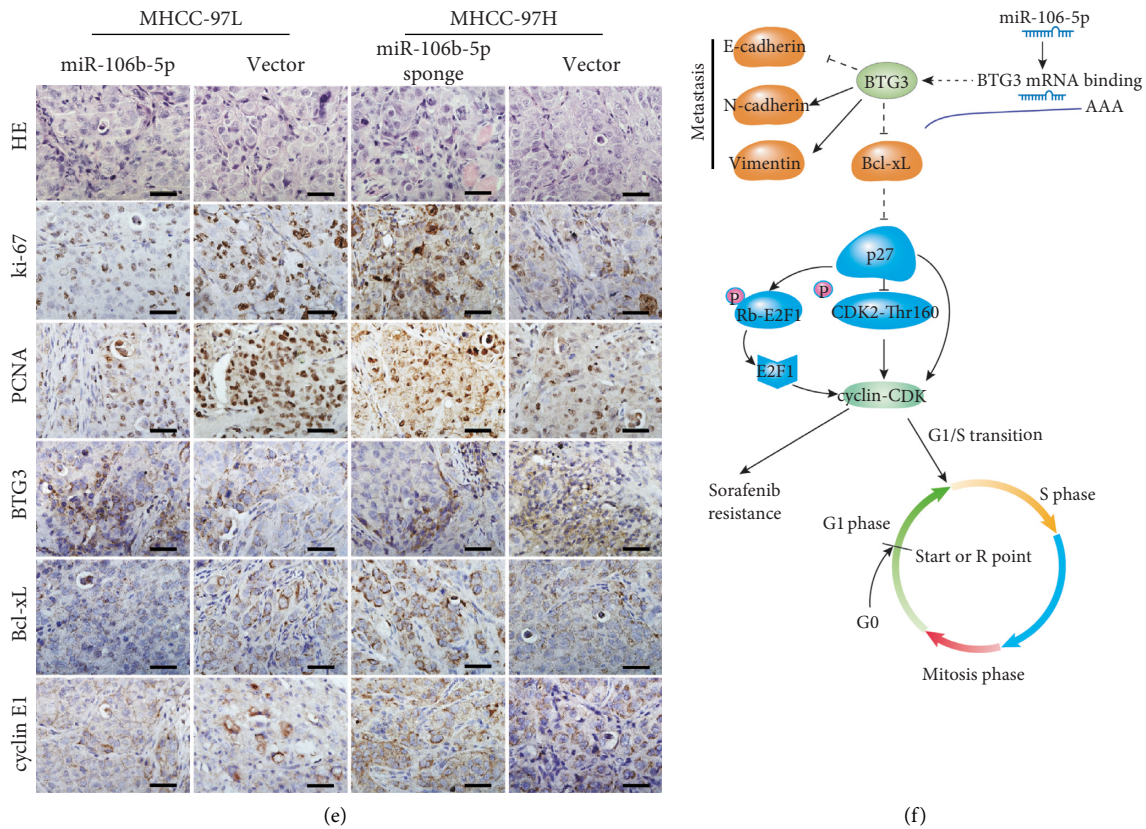 MHCC-97L
MHCC-97H
miR-106b-5p
Vector
miR-106b-5p
sponge
Vector
HE
ki-67
PCNA
BTG3
Bcl-xL
cyclin E1
(e)
miR-106-5p
BTG3 mRNA binding
AAA
Metastasis
E-cadherin
N-cadherin
Vimentin
BTG3
Bcl-xL
p27
P
Rb-E2F1
P
CDK2-Thr160
E2F1
cyclin-CDK
G1/S transition
Sorafenib
resistance
S phase
G1 phase
Start or R point
G0
Mitosis phase
(f)